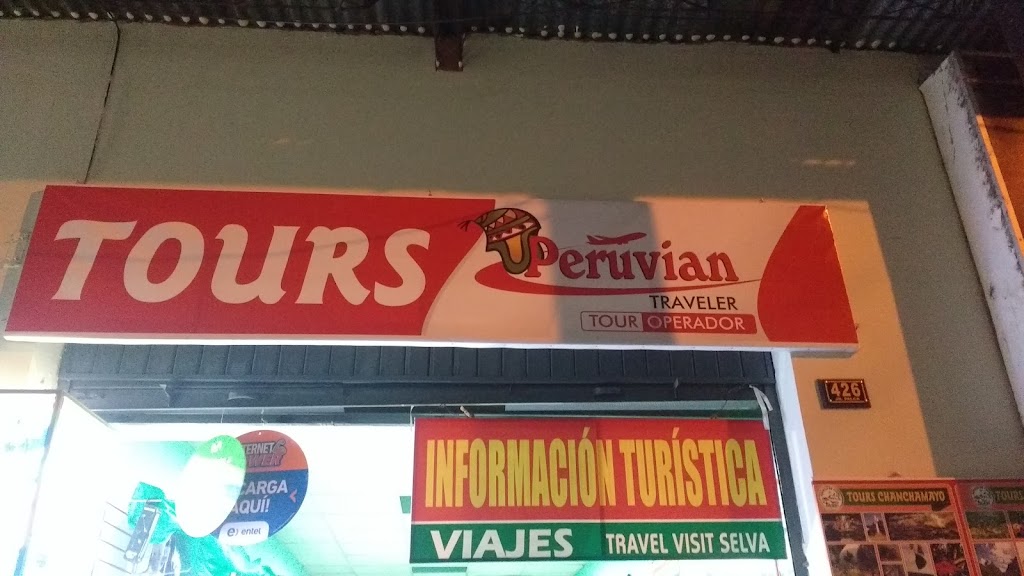 TOURS
Peruvian
TRAVELER
TOUR OPERADOR
426
INFORMACIÓN TURÍSTICA
VIAJES TRAVEL VISIT SELVA
CARGA
AQUÍ!
entel
TOURS CHANCHAMAYO
TOURS